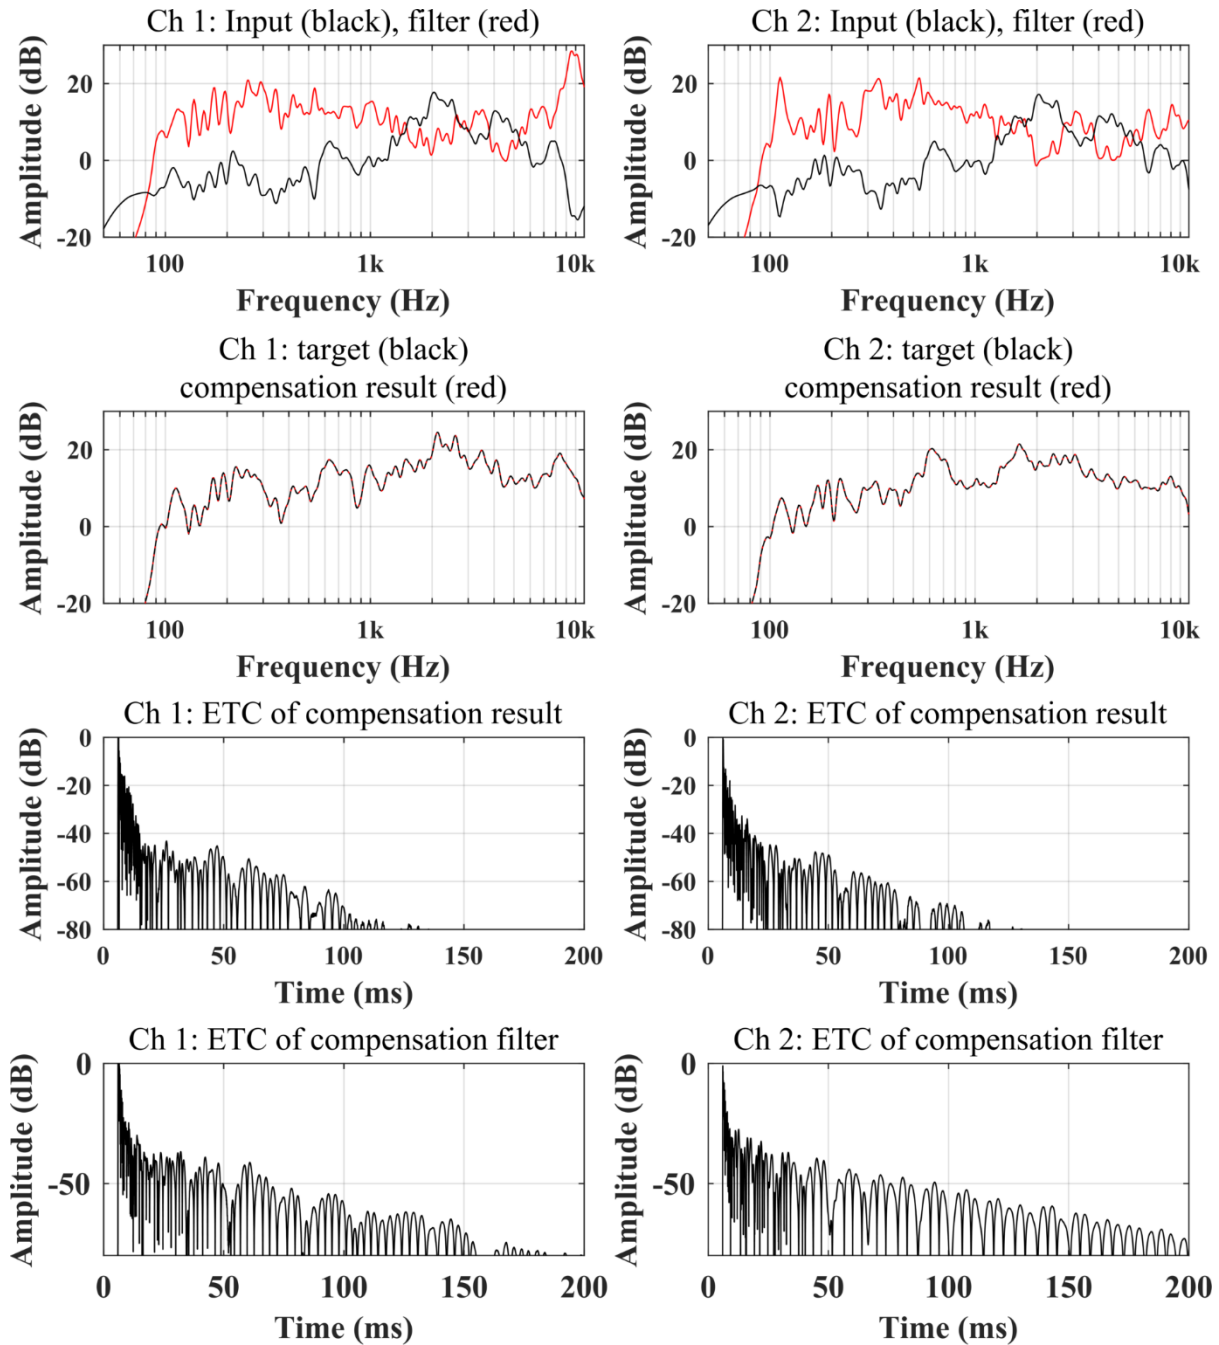 Ch 1: Input (black), filter (red)
Amplitude (dB)
20
0
-20
100
1k
10k
Frequency (Hz)
Ch 2: Input (black), filter (red)
Amplitude (dB)
20
0
-20
100
1k
10k
Frequency (Hz)
Ch 1: target (black)
compensation result (red)
Amplitude (dB)
20
0
-20
100
1k
10k
Frequency (Hz)
Ch 2: target (black)
compensation result (red)
Amplitude (dB)
20
0
-20
100
1k
10k
Frequency (Hz)
Ch 1: ETC of compensation result
Amplitude (dB)
0
-20
-40
-60
-80
0
50
100
150
200
Time (ms)
Ch 2: ETC of compensation result
Amplitude (dB)
0
-20
-40
-60
-80
0
50
100
150
200
Time (ms)
Ch 1: ETC of compensation filter
Amplitude (dB)
0
-50
0
50
100
150
200
Time (ms)
Ch 2: ETC of compensation filter
Amplitude (dB)
0
-50
0
50
100
150
200
Time (ms)